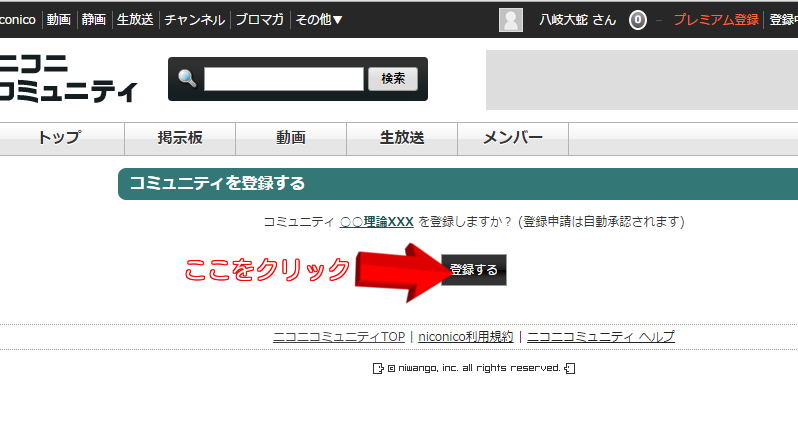 niconico 動画 静画 生放送 チャンネル ブロマガ その他▼ 八岐大蛇 さん 0 － プレミアム登録 登録中
ニコニ
コミュニティ
検索
トップ 掲示板 動画 生放送 メンバー
コミュニティを登録する
コミュニティ ○○理論XXX を登録しますか？ (登録申請は自動承認されます)
ここをクリック
登録する
ニコニコミュニティTOP | niconico利用規約 | ニコニコミュニティ ヘルプ
© niwango, inc. all rights reserved.